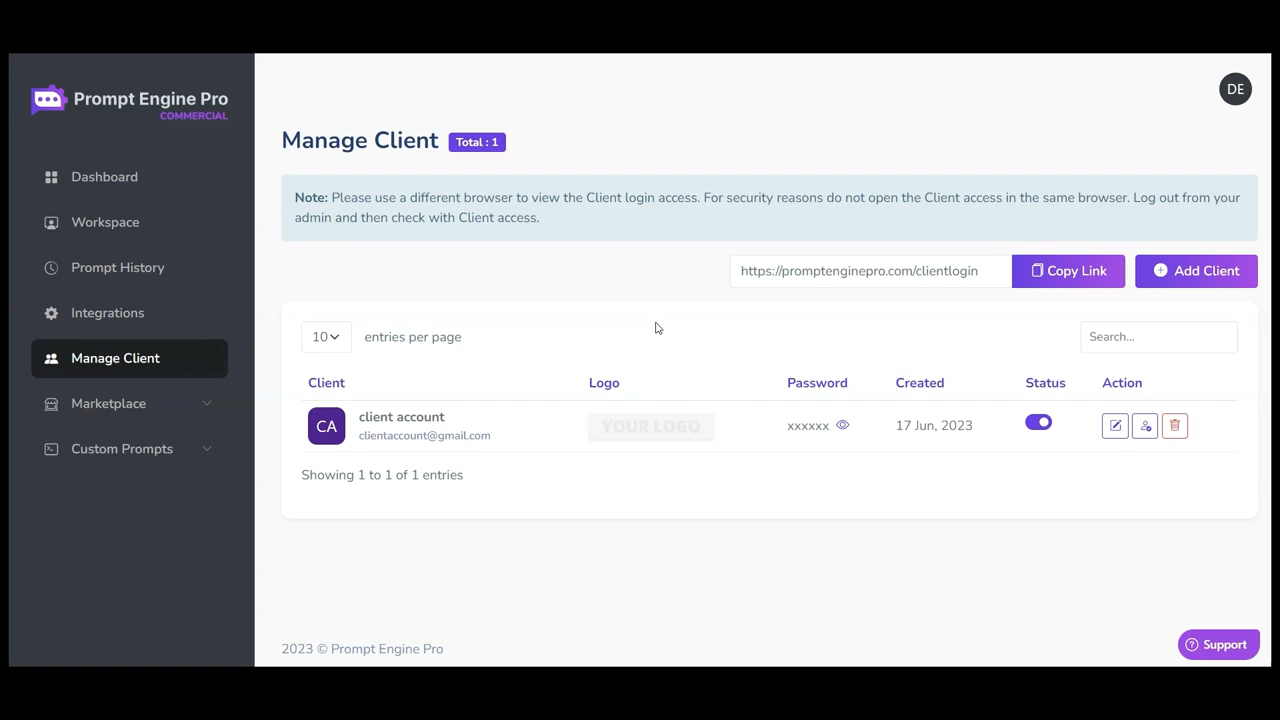 Prompt Engine Pro
COMMERCIAL
Dashboard
Workspace
Prompt History
Integrations
Manage Client
Marketplace
Custom Prompts
DE
Manage Client Total : 1
Note: Please use a different browser to view the Client login access. For security reasons do not open the Client access in the same browser. Log out from your
admin and then check with Client access.
https://promptenginepro.com/clientlogin Copy Link Add Client
10 entries per page Search...
Client Logo Password Created Status Action
CA client account YOUR LOGO xxxxxx 17 Jun, 2023
clientaccount@gmail.com
Showing 1 to 1 of 1 entries
2023 © Prompt Engine Pro
Support